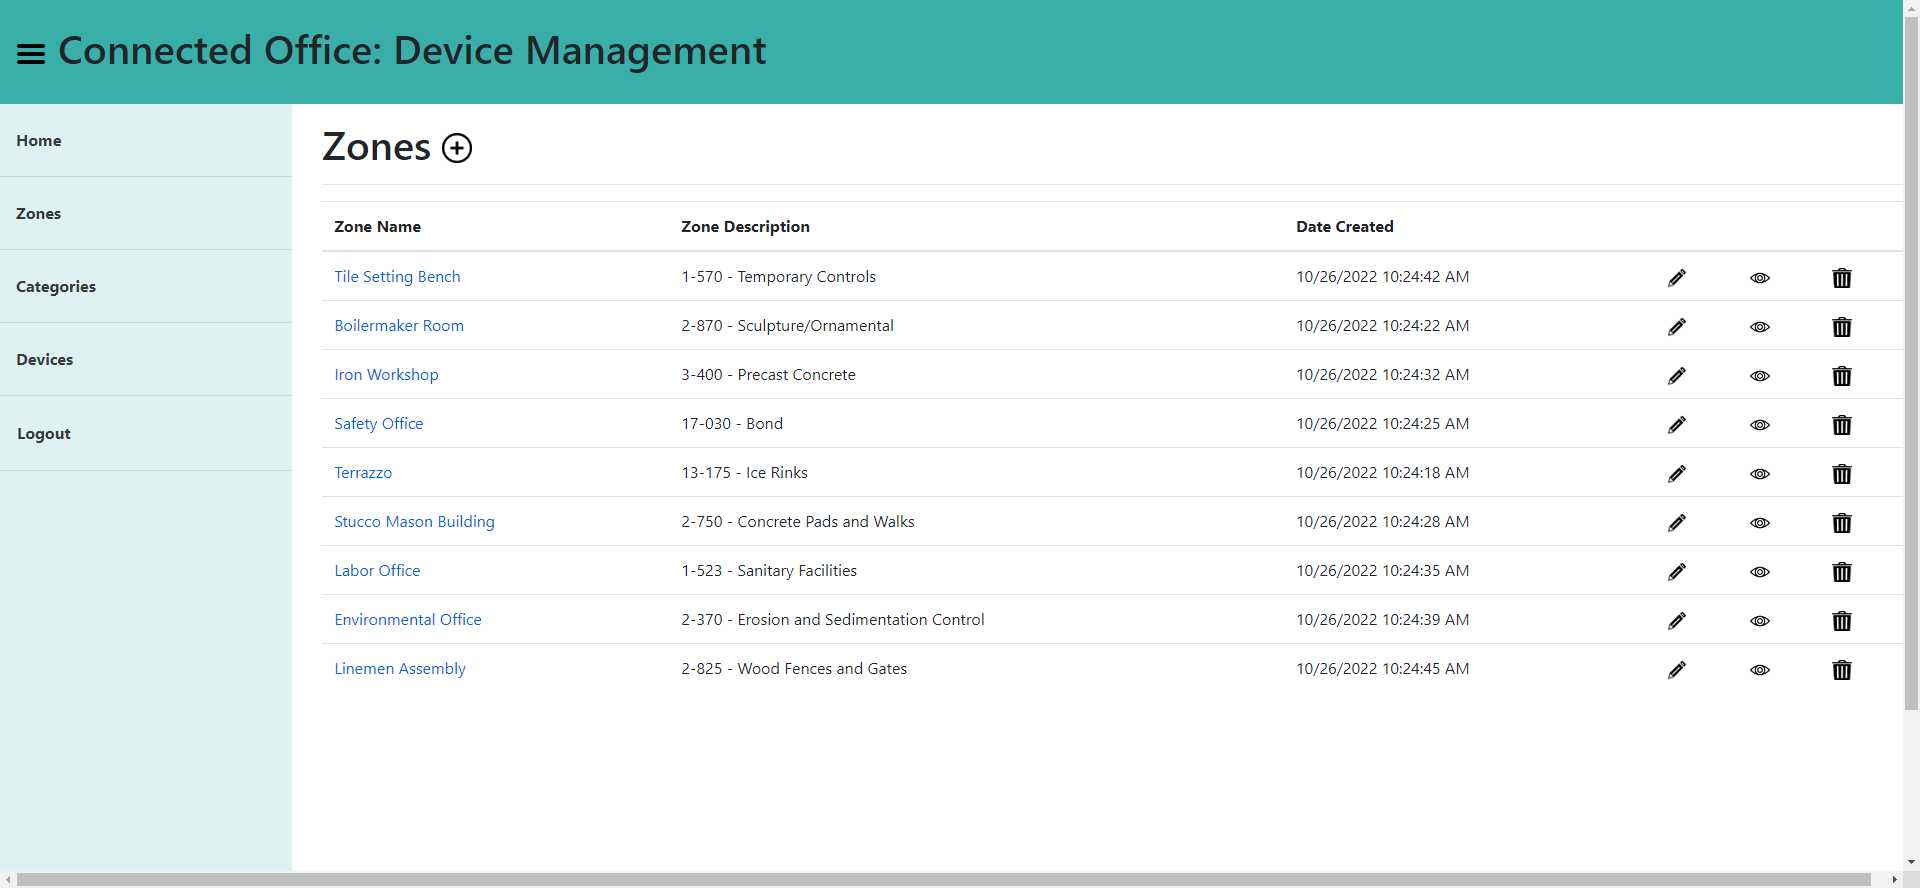 Connected Office: Device Management
Home
Zones
Categories
Devices
Logout
Zones
Zone Name Zone Description Date Created
Tile Setting Bench 1-570 - Temporary Controls 10/26/2022 10:24:42 AM
Boilermaker Room 2-870 - Sculpture/Ornamental 10/26/2022 10:24:22 AM
Iron Workshop 3-400 - Precast Concrete 10/26/2022 10:24:32 AM
Safety Office 17-030 - Bond 10/26/2022 10:24:25 AM
Terrazzo 13-175 - Ice Rinks 10/26/2022 10:24:18 AM
Stucco Mason Building 2-750 - Concrete Pads and Walks 10/26/2022 10:24:28 AM
Labor Office 1-523 - Sanitary Facilities 10/26/2022 10:24:35 AM
Environmental Office 2-370 - Erosion and Sedimentation Control 10/26/2022 10:24:39 AM
Linemen Assembly 2-825 - Wood Fences and Gates 10/26/2022 10:24:45 AM